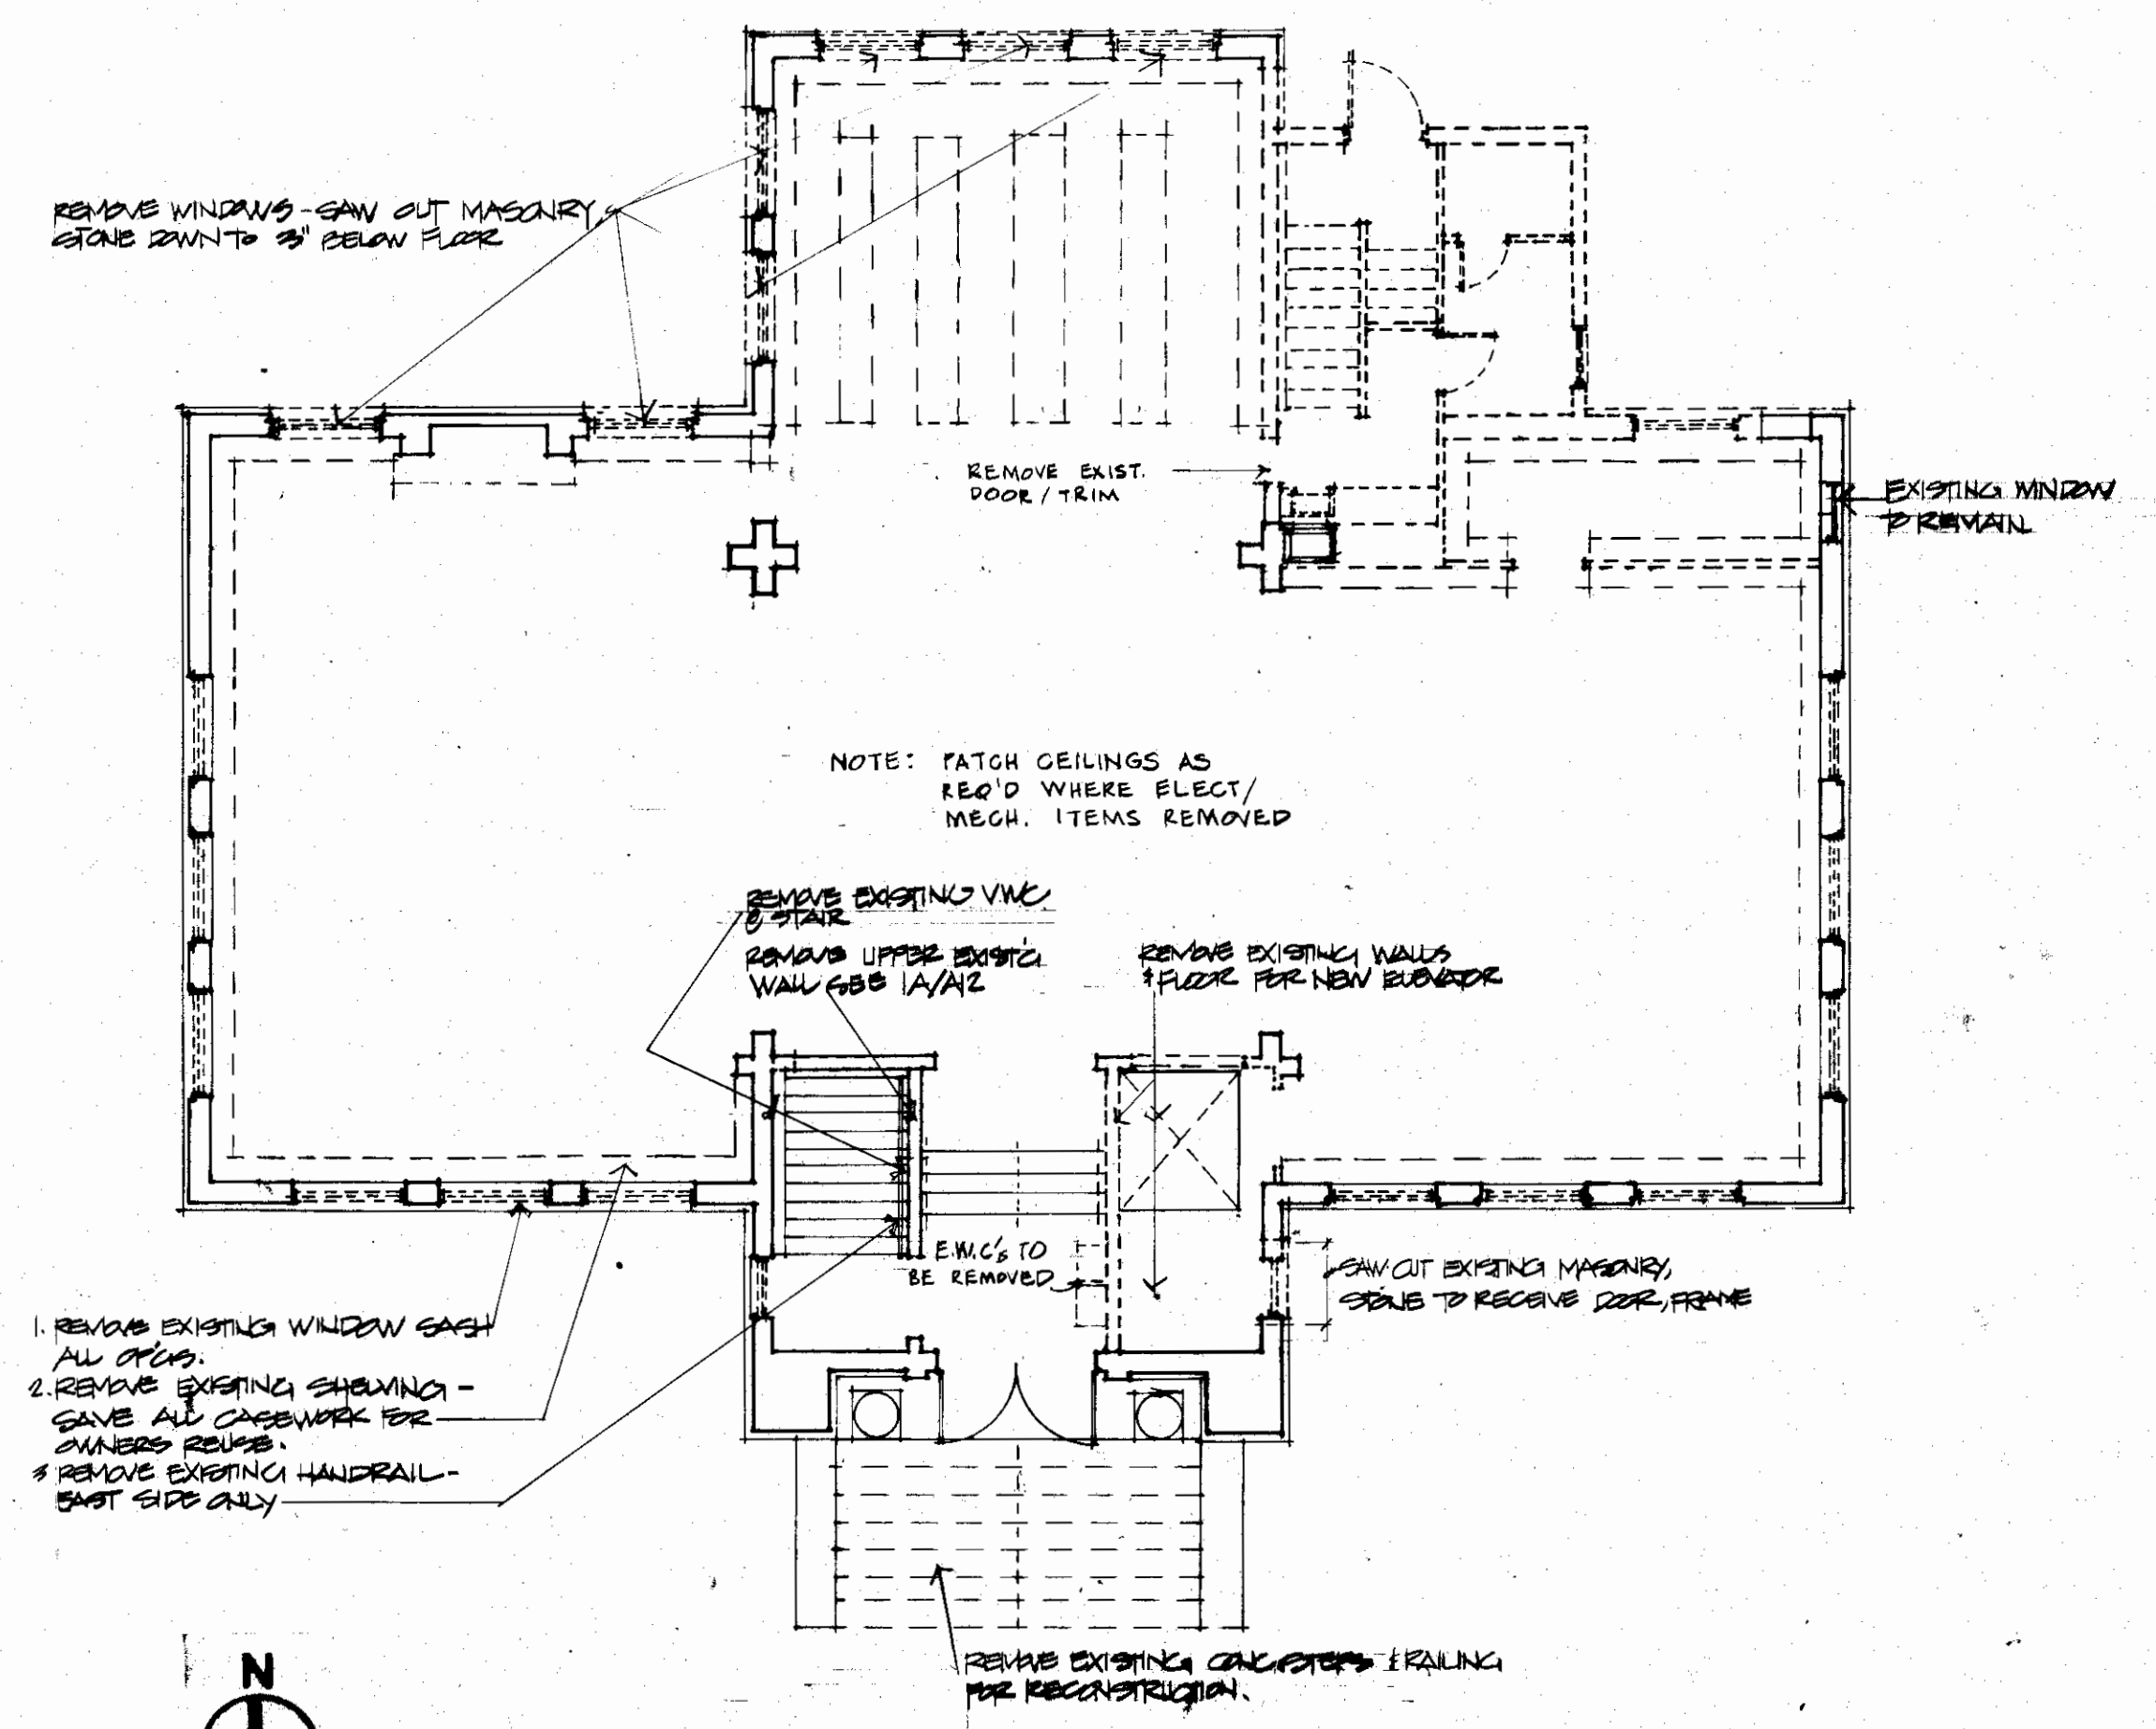 REMOVE WINDOWS - SAW OUT MASONRY,
STONE DOWN TO 3" BELOW FLOOR
REMOVE EXIST.
DOOR / TRIM
EXISTING WINDOW
TO REMAIN
NOTE: PATCH CEILINGS AS
REQ'D WHERE ELECT/
MECH. ITEMS REMOVED
REMOVE EXISTING VWC
@ STAIR
REMOVE UPPER EXIST'G
WALL SEE 1A/A12
REMOVE EXISTING WALLS
& FLOOR FOR NEW ELEVATOR
E.W.C's TO
BE REMOVED
SAW CUT EXISTING MASONRY,
STONE TO RECEIVE DOOR, FRAME
1. REMOVE EXISTING WINDOW SASH
ALL OP'GS.
2. REMOVE EXISTING SHELVING -
SAVE ALL CASEWORK FOR
OWNERS REUSE.
3 REMOVE EXISTING HANDRAIL -
EAST SIDE ONLY
REMOVE EXISTING CONC. STEPS & RAILING
FOR RECONSTRUCTION.
N